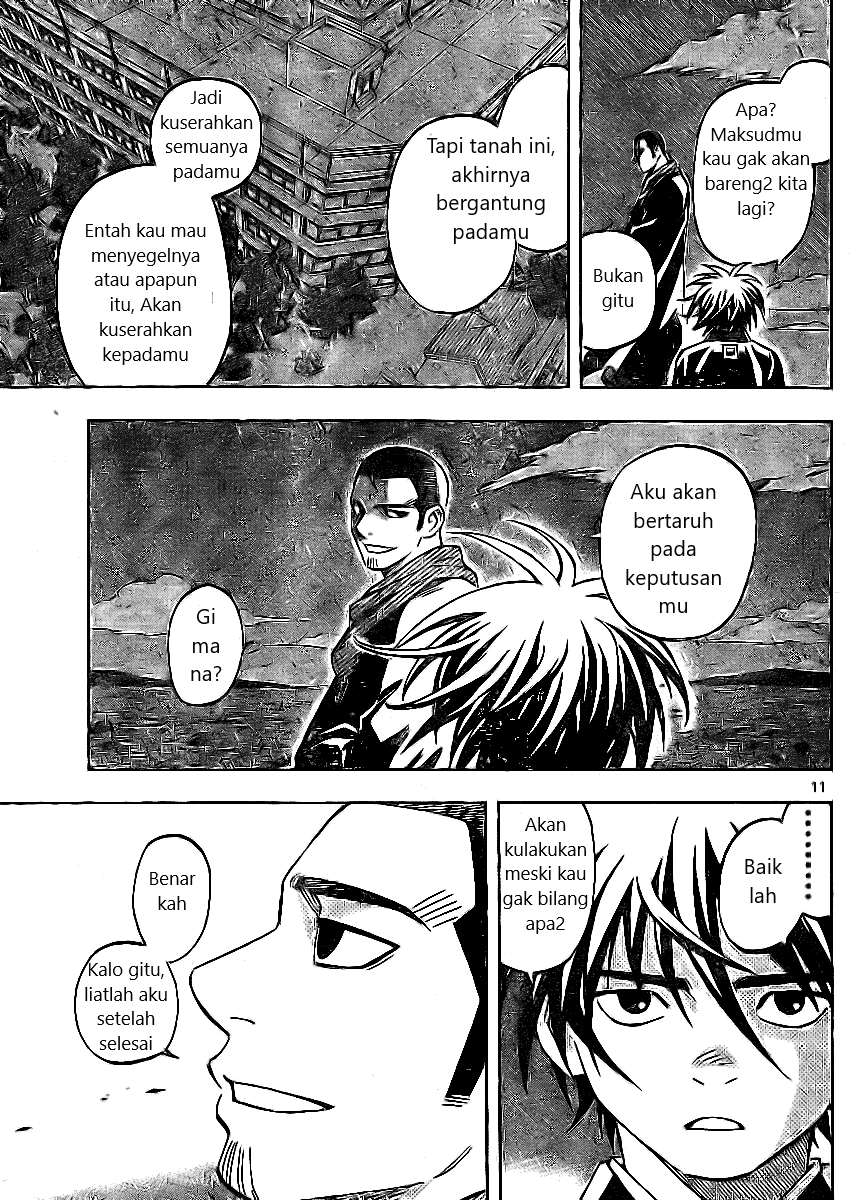 Apa?
Maksudmu
kau gak akan
bareng2 kita
lagi?
Bukan
gitu
Tapi tanah ini,
akhirnya
bergantung
padamu
Jadi
kuserahkan
semuanya
padamu
Entah kau mau
menyegelnya
atau apapun
itu, Akan
kuserahkan
kepadamu
Aku akan
bertaruh
pada
keputusan
mu
Gi
ma
na?
11
........
Baik
lah
Akan
kulakukan
meski kau
gak bilang
apa2
Benar
kah
Kalo gitu,
liatlah aku
setelah
selesai